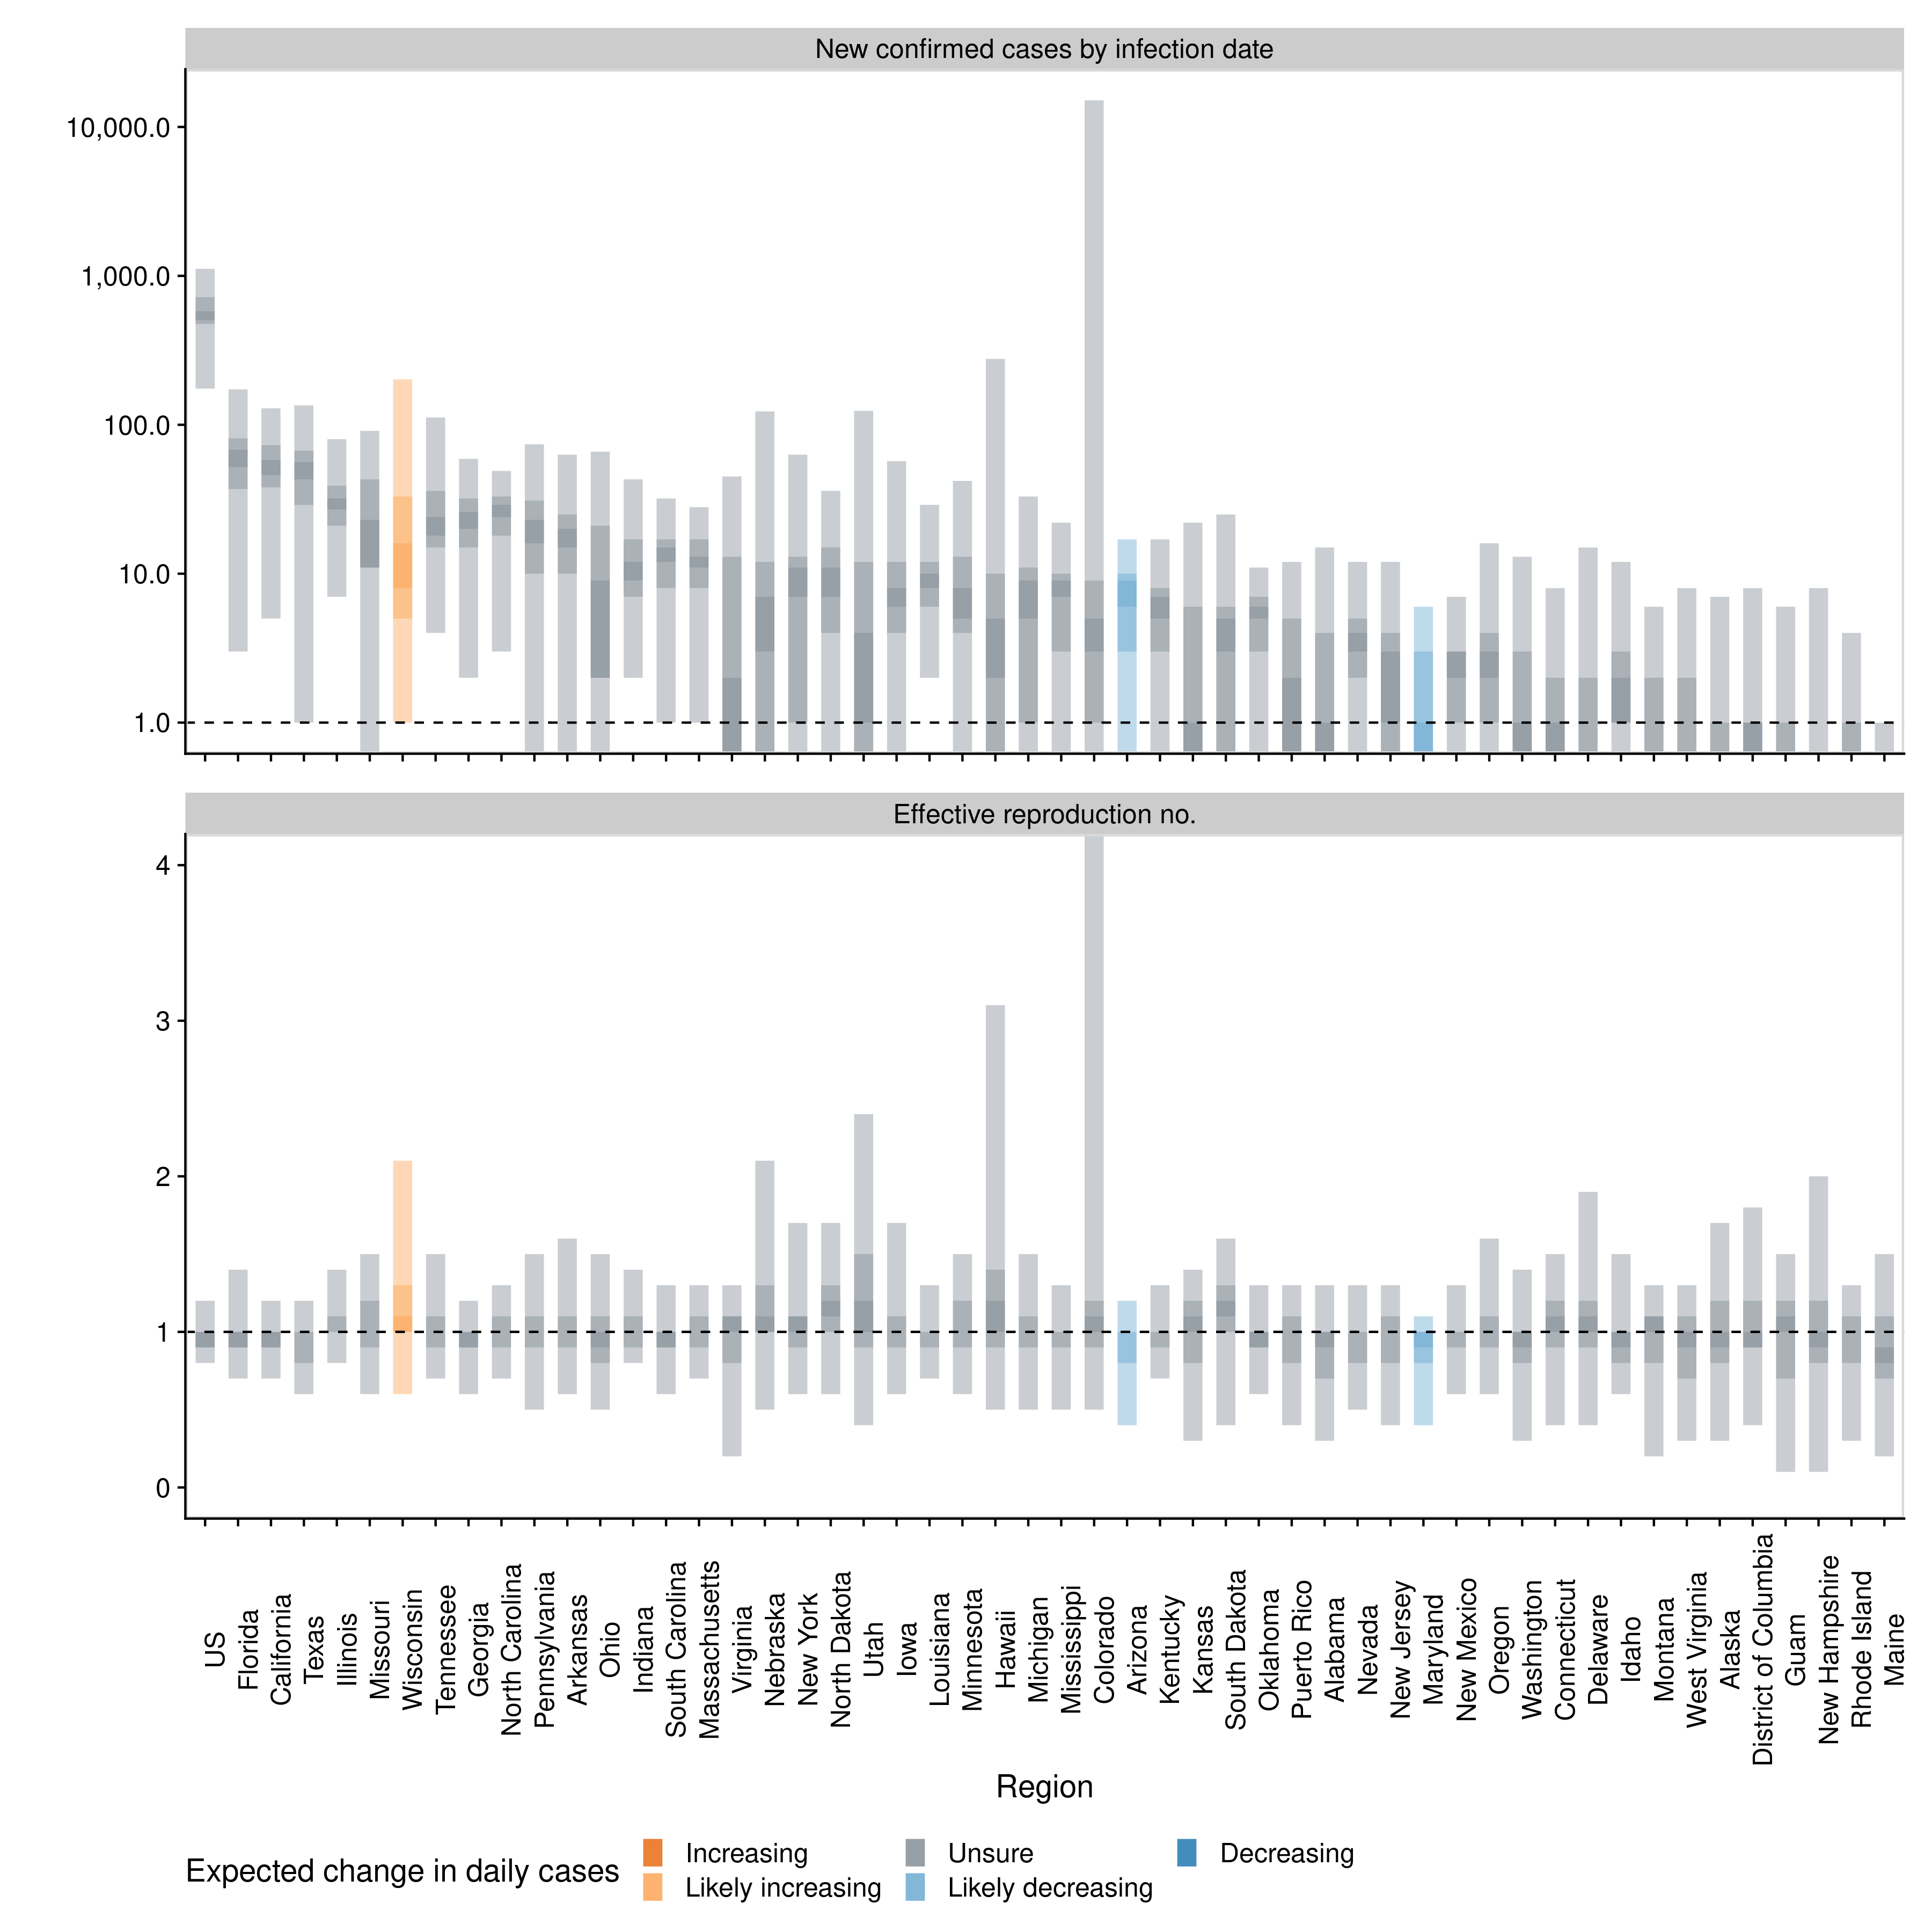 New confirmed cases by infection date
10,000.0
1,000.0
100.0
10.0
1.0
Effective reproduction no.
4
3
2
1
0
US
Florida
California
Texas
Illinois
Missouri
Wisconsin
Tennessee
Georgia
North Carolina
Pennsylvania
Arkansas
Ohio
Indiana
South Carolina
Massachusetts
Virginia
Nebraska
New York
North Dakota
Utah
Iowa
Louisiana
Minnesota
Hawaii
Michigan
Mississippi
Colorado
Arizona
Kentucky
Kansas
South Dakota
Oklahoma
Puerto Rico
Alabama
Nevada
New Jersey
Maryland
New Mexico
Oregon
Washington
Connecticut
Delaware
Idaho
Montana
West Virginia
Alaska
District of Columbia
Guam
New Hampshire
Rhode Island
Maine
Region
Expected change in daily cases
Increasing
Likely increasing
Unsure
Likely decreasing
Decreasing